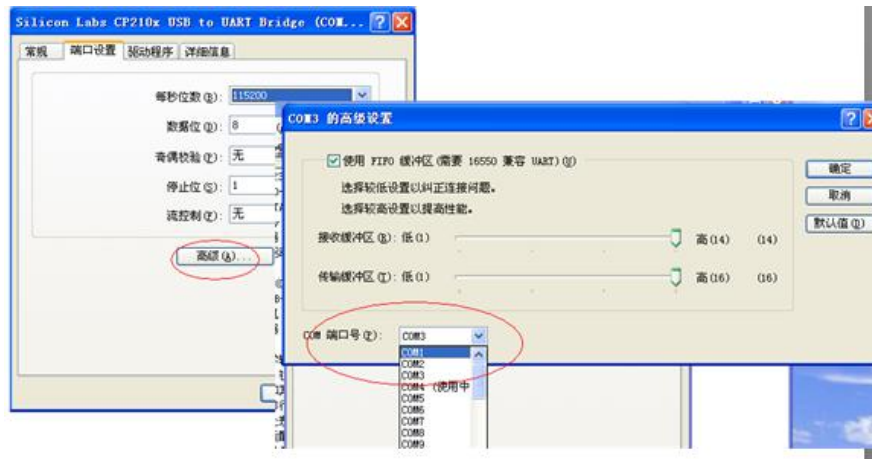 Silicon Labs CP210x USB to UART Bridge (COM...
常规 端口设置 驱动程序 详细信息
每秒位数(B): 115200
数据位(D): 8
奇偶校验(P): 无
停止位(S): 1
流控制(F): 无
高级(A)...
COM3 的高级设置
使用 FIFO 缓冲区(需要 16550 兼容 UART)(U)
选择较低设置以纠正连接问题。
选择较高设置以提高性能。
接收缓冲区(R): 低(1) 高(14) (14)
传输缓冲区(T): 低(1) 高(16) (16)
COM 端口号(P): COM3
COM1
COM2
COM3
COM4 (使用中
COM5
COM6
COM7
COM8
COM9
确定
取消
默认值(D)